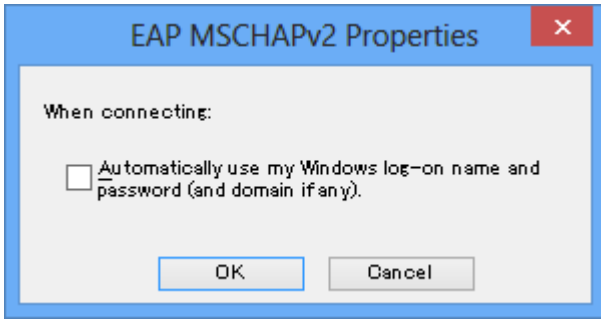 EAP MSCHAPv2 Properties
When connecting:
Automatically use my Windows log-on name and
password (and domain if any).
OK
Cancel